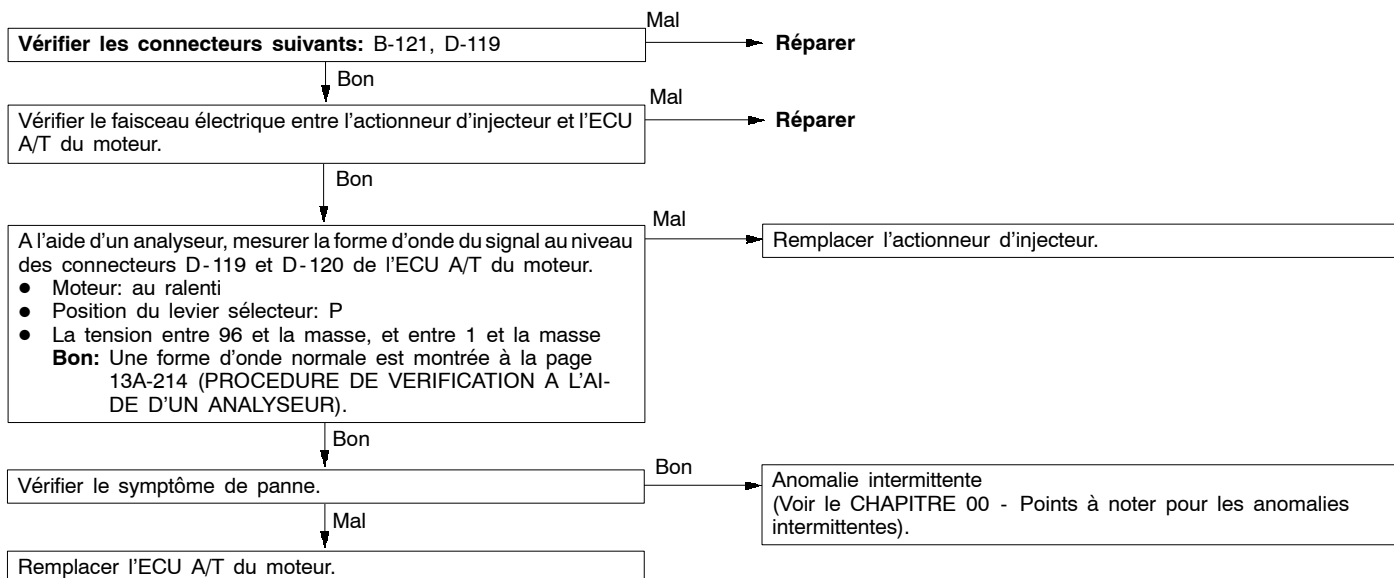 Mal
Vérifier les connecteurs suivants: B-121, D-119
Réparer
Bon
Mal
Vérifier le faisceau électrique entre l'actionneur d'injecteur et l'ECU
A/T du moteur.
Réparer
Bon
Mal
A l'aide d'un analyseur, mesurer la forme d'onde du signal au niveau
des connecteurs D-119 et D-120 de l'ECU A/T du moteur.
● Moteur: au ralenti
● Position du levier sélecteur: P
● La tension entre 96 et la masse, et entre 1 et la masse
Bon: Une forme d'onde normale est montrée à la page
13A-214 (PROCEDURE DE VERIFICATION A L'AI-
DE D'UN ANALYSEUR).
Remplacer l'actionneur d'injecteur.
Bon
Bon
Vérifier le symptôme de panne.
Anomalie intermittente
(Voir le CHAPITRE 00 - Points à noter pour les anomalies
intermittentes).
Mal
Remplacer l'ECU A/T du moteur.